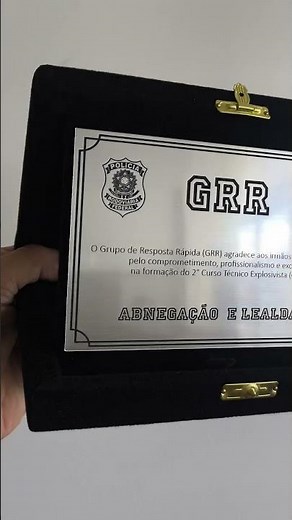 POLÍCIA
RODOVIÁRIA
FEDERAL
GRR
O Grupo de Resposta Rápida (GRR) agradece aos irmãos
pelo comprometimento, profissionalismo e exc
na formação do 2° Curso Técnico Explosivista (
ABNEGAÇÃO E LEALDA